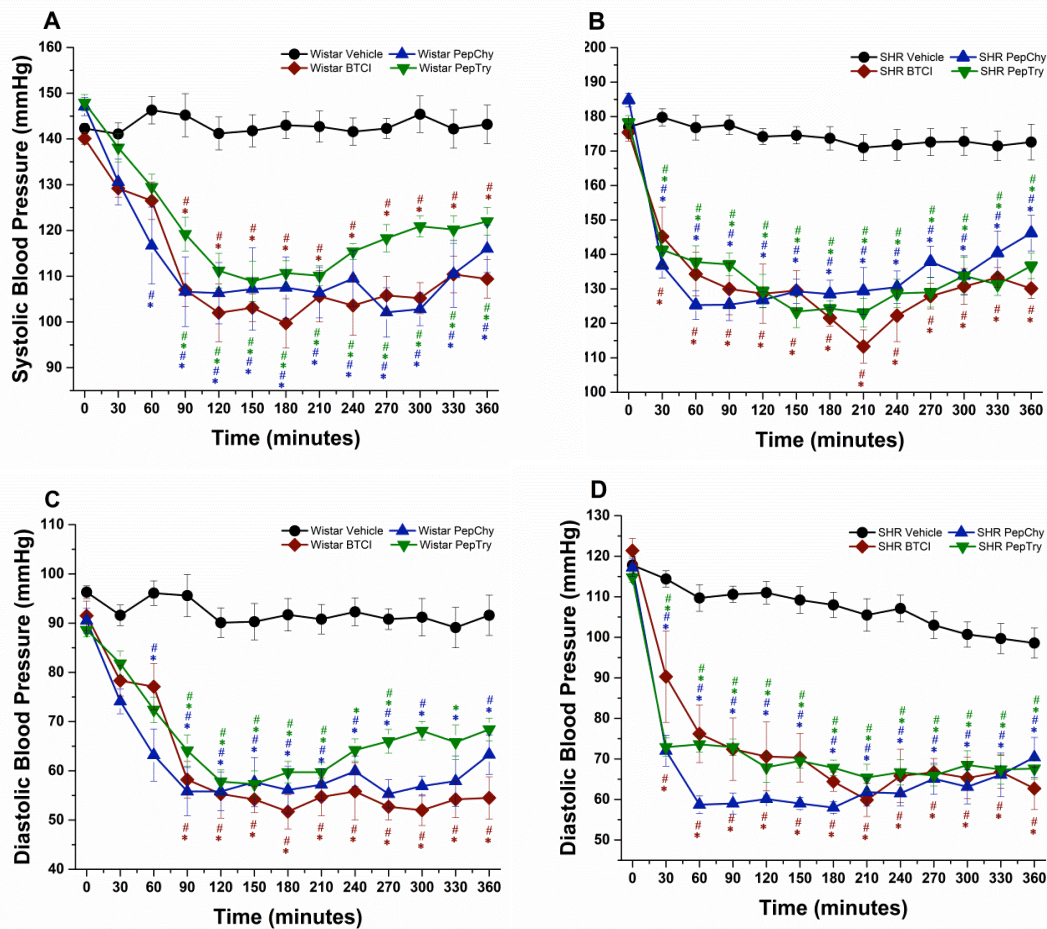 A
Wistar Vehicle Wistar PepChy
Wistar BTCI Wistar PepTry
Systolic Blood Pressure (mmHg)
160
150
140
130
120
110
100
90
0 30 60 90 120 150 180 210 240 270 300 330 360
Time (minutes)
B
SHR Vehicle SHR PepChy
SHR BTCI SHR PepTry
Systolic Blood Pressure (mmHg)
200
190
180
170
160
150
140
130
120
110
100
0 30 60 90 120 150 180 210 240 270 300 330 360
Time (minutes)
C
Wistar Vehicle Wistar PepChy
Wistar BTCI Wistar PepTry
Diastolic Blood Pressure (mmHg)
110
100
90
80
70
60
50
40
0 30 60 90 120 150 180 210 240 270 300 330 360
Time (minutes)
D
SHR Vehicle SHR PepChy
SHR BTCI SHR PepTry
Diastolic Blood Pressure (mmHg)
130
120
110
100
90
80
70
60
50
0 30 60 90 120 150 180 210 240 270 300 330 360
Time (minutes)